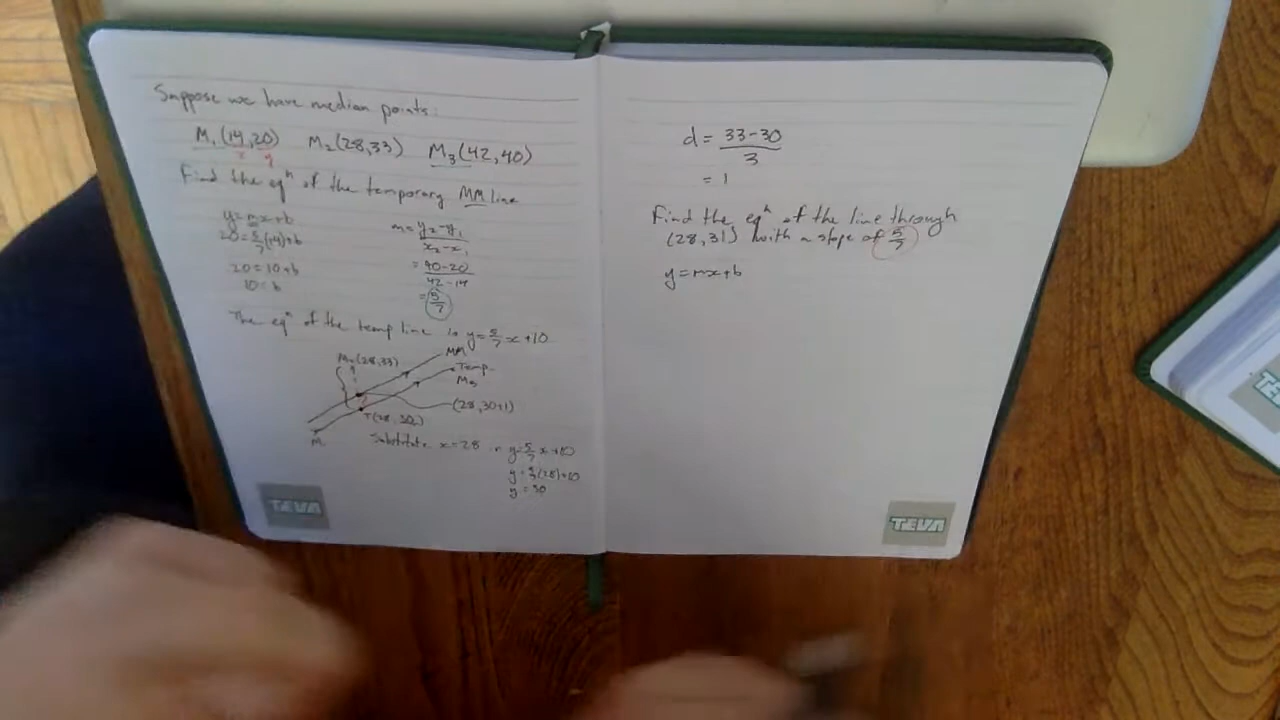 Suppose we have median points:
M₁(14,20) M₂(28,33) M₃(42,40)
x y
Find the eqⁿ of the temporary MM line
y=mx+b
20=5/7(14)+b
20=10+b
10=b
m=y₂-y₁/x₂-x₁
=40-20/42-14
=5/7
The eqⁿ of the temp line is y=5/7x+10
M₂(28,33)
MM
Temp
M₃
(28,30+1)
T(28,30)
M₁
Substitute x=28 in y=5/7x+10
y=5/7(28)+10
y=30
TEVA
d=33-30/3
=1
Find the eqⁿ of the line through
(28,31) with a slope of 5/7
y=mx+b
TEVA